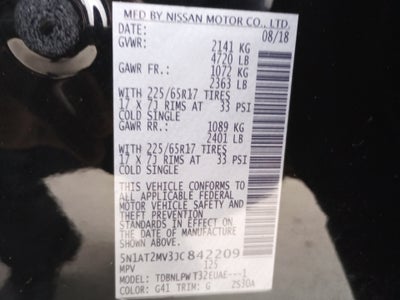 MFD BY NISSAN MOTOR CO., LTD.
DATE: 08/18
GVWR: 2141 KG
4720 LB
GAWR FR.: 1072 KG
2363 LB
WITH 225/65R17 TIRES
17 X 7J RIMS AT 33 PSI
COLD SINGLE
GAWR RR.: 1089 KG
2401 LB
WITH 225/65R17 TIRES
17 X 7J RIMS AT 33 PSI
COLD SINGLE
THIS VEHICLE CONFORMS TO
ALL APPLICABLE FEDERAL
MOTOR VEHICLE SAFETY AND
THEFT PREVENTION
STANDARDS IN EFFECT ON
THE DATE OF MANUFACTURE
SHOWN ABOVE.
5N1AT2MV3JC842209
MPV 125
MODEL: TDBNLPW T32EUAE---1
COLOR: G41 TRIM: G ZS30A